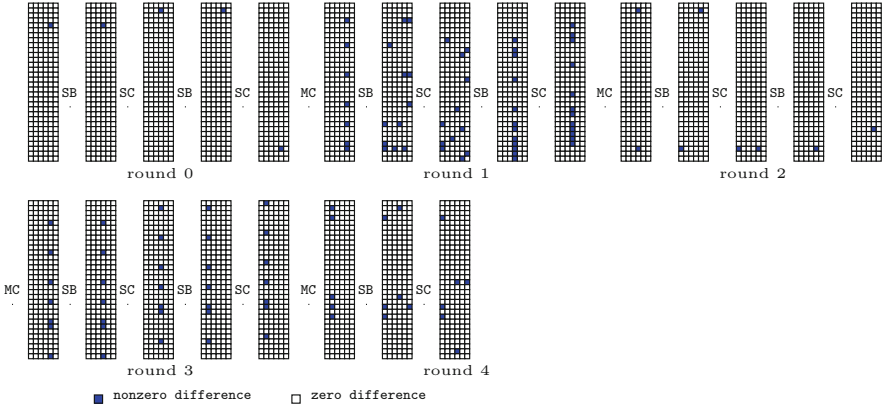 SB SC SB SC MC SB SC SB SC MC SB SC SB SC
round 0 round 1 round 2
MC SB SC SB SC MC SB SC
round 3 round 4
nonzero difference zero difference